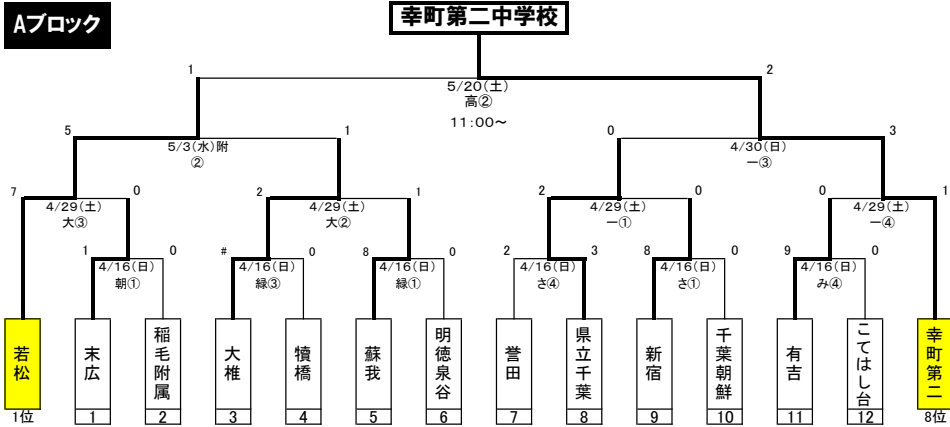 Aブロック
幸町第二中学校
1
2
5/20(土)
高②
11:00~
5
1
0
3
5/3(水)附
②
4/30(日)
一③
7
0
2
1
2
0
0
1
4/29(土)
大③
4/29(土)
大②
4/29(土)
一①
4/29(土)
一④
1
0
#
0
8
0
2
3
8
0
9
0
4/16(日)
朝①
4/16(日)
緑③
4/16(日)
緑①
4/16(日)
さ④
4/16(日)
さ①
4/16(日)
み④
若松
末広
稲毛附属
大椎
犢橋
蘇我
明徳泉谷
誉田
県立千葉
新宿
千葉朝鮮
有吉
こてはし台
幸町第二
1位
1
2
3
4
5
6
7
8
9
10
11
12
8位